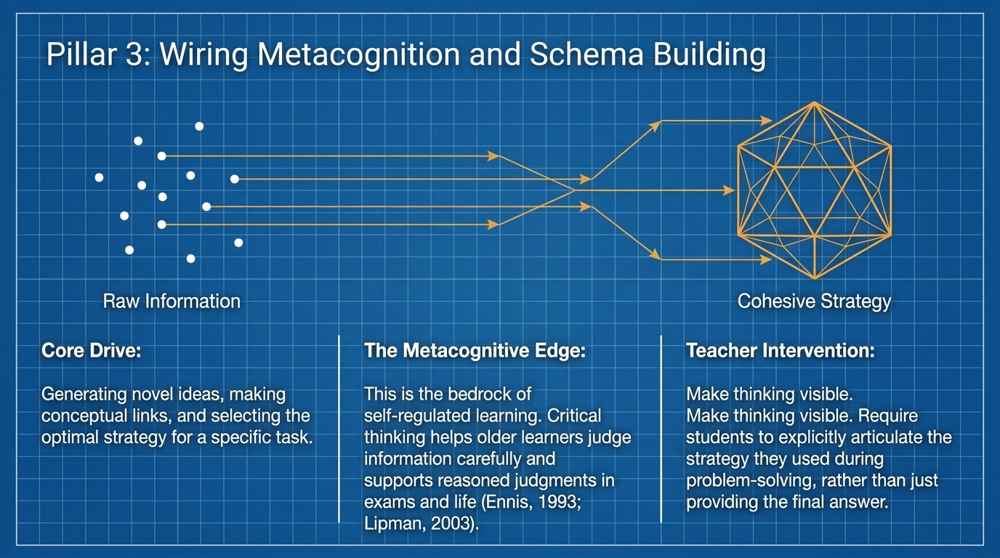 Pillar 3: Wiring Metacognition and Schema Building
Raw Information
Cohesive Strategy
Core Drive:
Generating novel ideas, making
conceptual links, and selecting the
optimal strategy for a specific task.
The Metacognitive Edge:
This is the bedrock of
self-regulated learning. Critical
thinking helps older learners judge
information carefully and
supports reasoned judgments in
exams and life (Ennis, 1993;
Lipman, 2003).
Teacher Intervention:
Make thinking visible.
Make thinking visible. Require
students to explicitly articulate the
strategy they used during
problem-solving, rather than just
providing the final answer.